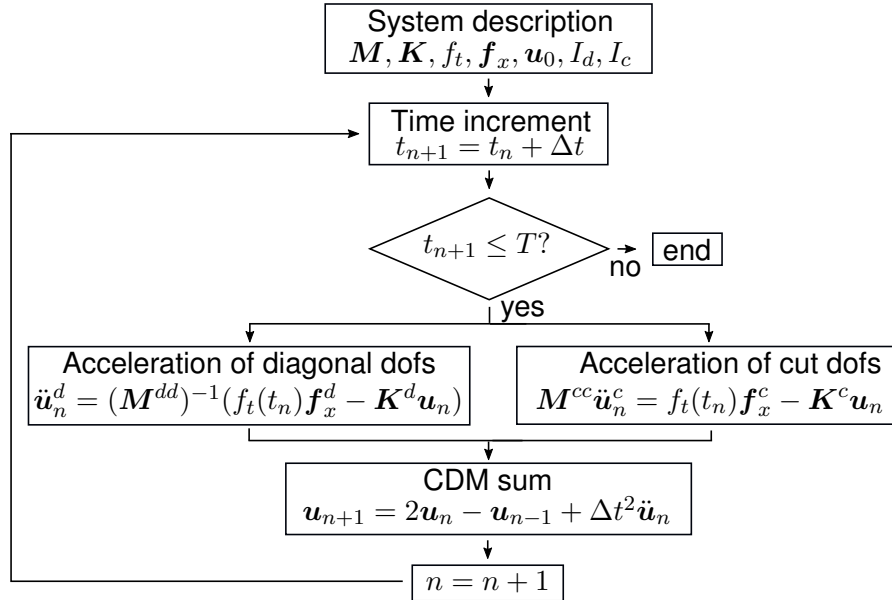 System description
M, K, f_t, f_x, u_0, I_d, I_c
Time increment
t_{n+1} = t_n + Δt
t_{n+1} ≤ T?
no
end
yes
Acceleration of diagonal dofs
ü_n^d = (M^{dd})^{-1}(f_t(t_n)f_x^d − K^d u_n)
Acceleration of cut dofs
M^{cc}ü_n^c = f_t(t_n)f_x^c − K^c u_n
CDM sum
u_{n+1} = 2u_n − u_{n−1} + Δt^2 ü_n
n = n + 1